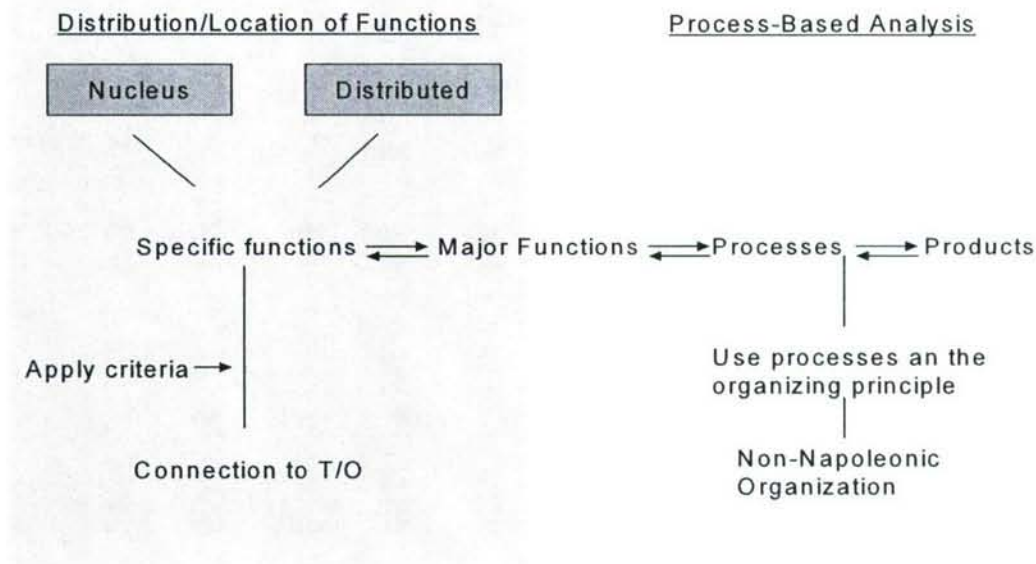 Distribution/Location of Functions
Process-Based Analysis
Nucleus
Distributed
Specific functions
Major Functions
Processes
Products
Apply criteria
Use processes an the
organizing principle
Connection to T/O
Non-Napoleonic
Organization